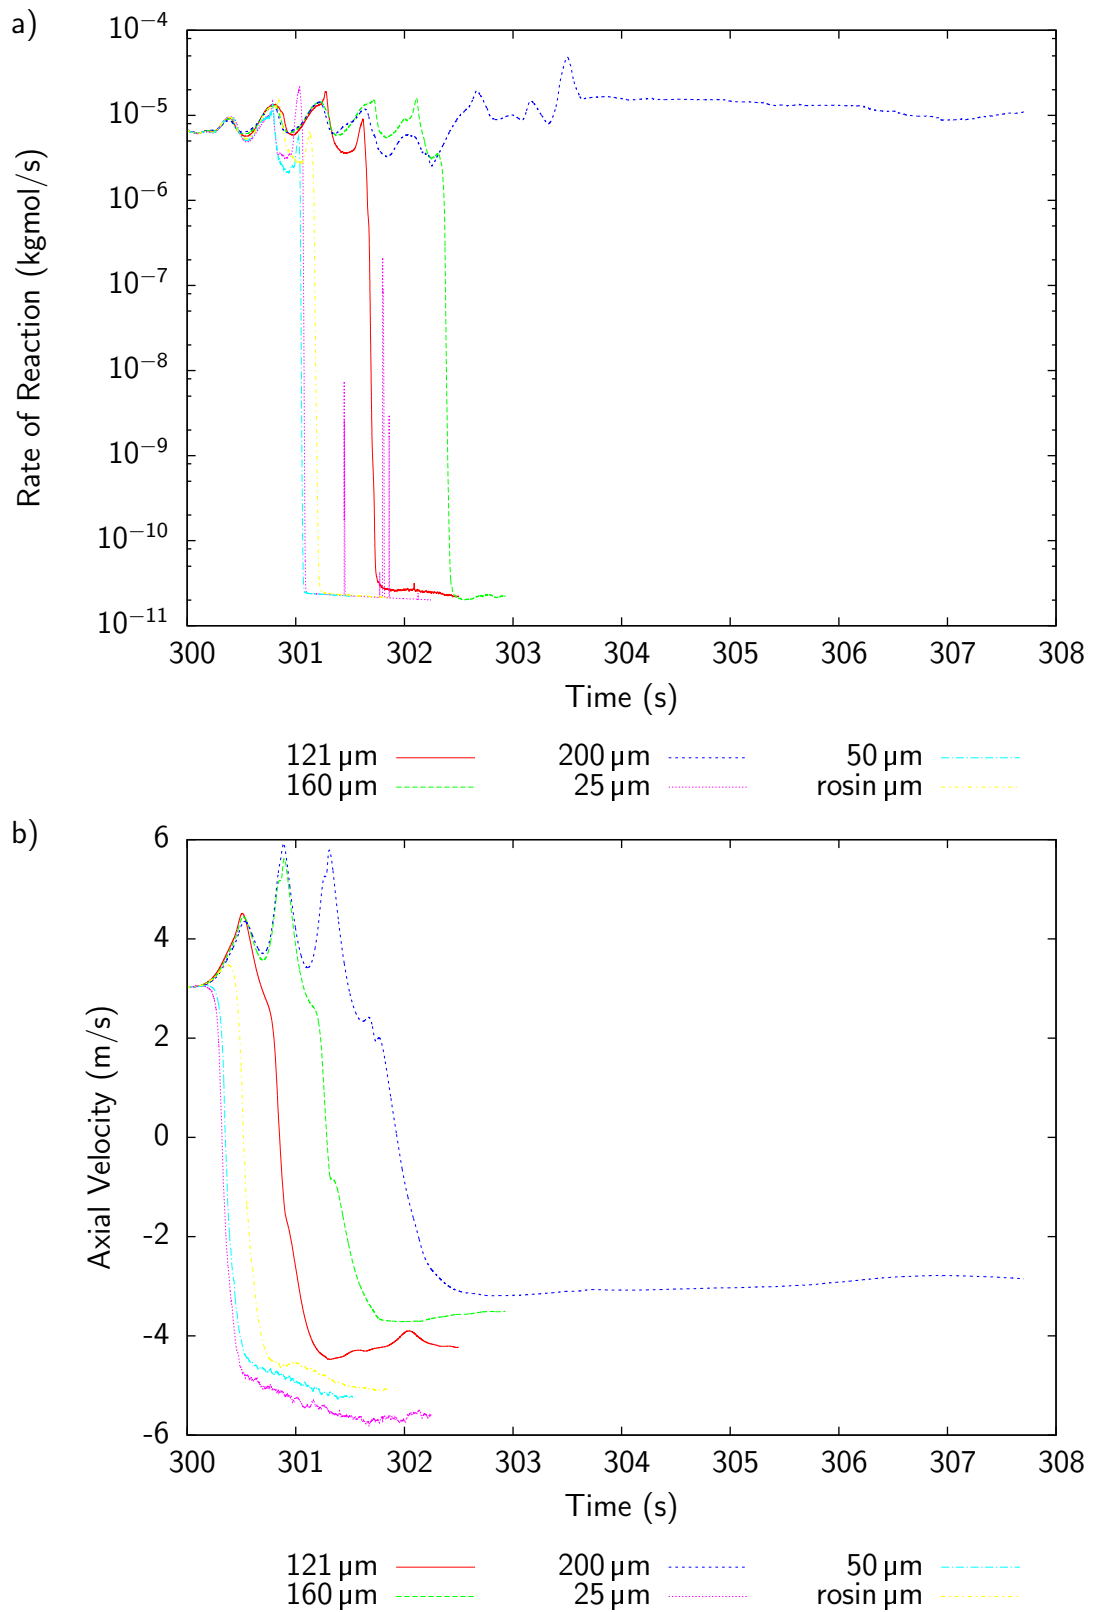 a)
10⁻⁴
10⁻⁵
10⁻⁶
10⁻⁷
10⁻⁸
10⁻⁹
10⁻¹⁰
10⁻¹¹
Rate of Reaction (kgmol/s)
300 301 302 303 304 305 306 307 308
Time (s)
121 µm 200 µm 50 µm
160 µm 25 µm rosin µm
b)
6
4
2
0
-2
-4
-6
Axial Velocity (m/s)
300 301 302 303 304 305 306 307 308
Time (s)
121 µm 200 µm 50 µm
160 µm 25 µm rosin µm